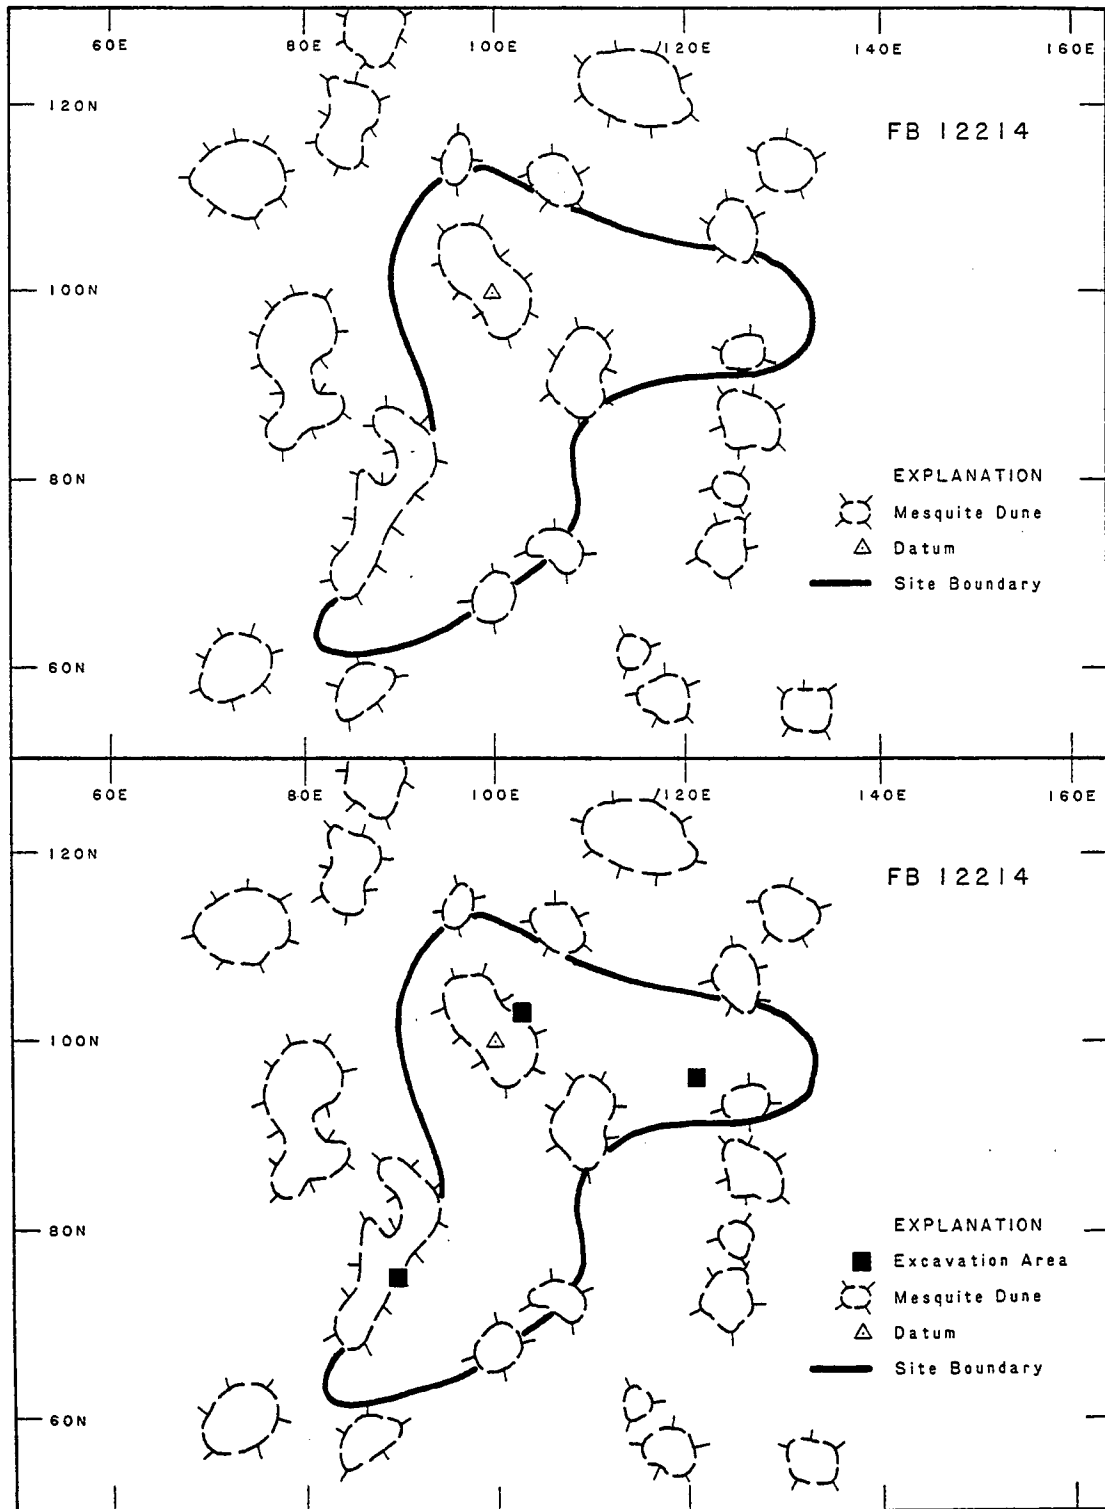 60E 80E 100E 120E 140E 160E
120N
FB 12214
100N
80N
EXPLANATION
Mesquite Dune
Datum
Site Boundary
60N
60E 80E 100E 120E 140E 160E
120N
FB 12214
100N
80N
EXPLANATION
Excavation Area
Mesquite Dune
Datum
Site Boundary
60N